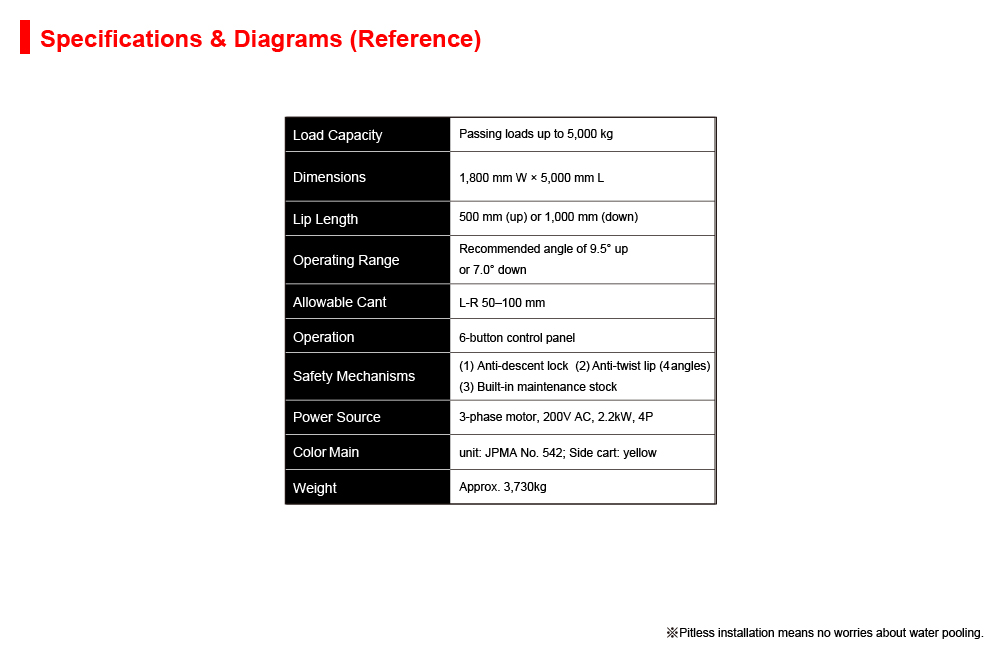 Specifications & Diagrams (Reference)
Load Capacity
Passing loads up to 5,000 kg
Dimensions
1,800 mm W × 5,000 mm L
Lip Length
500 mm (up) or 1,000 mm (down)
Operating Range
Recommended angle of 9.5° up
or 7.0° down
Allowable Cant
L-R 50–100 mm
Operation
6-button control panel
Safety Mechanisms
(1) Anti-descent lock (2) Anti-twist lip (4 angles)
(3) Built-in maintenance stock
Power Source
3-phase motor, 200V AC, 2.2kW, 4P
Color Main
unit: JPMA No. 542; Side cart: yellow
Weight
Approx. 3,730kg
※Pitless installation means no worries about water pooling.